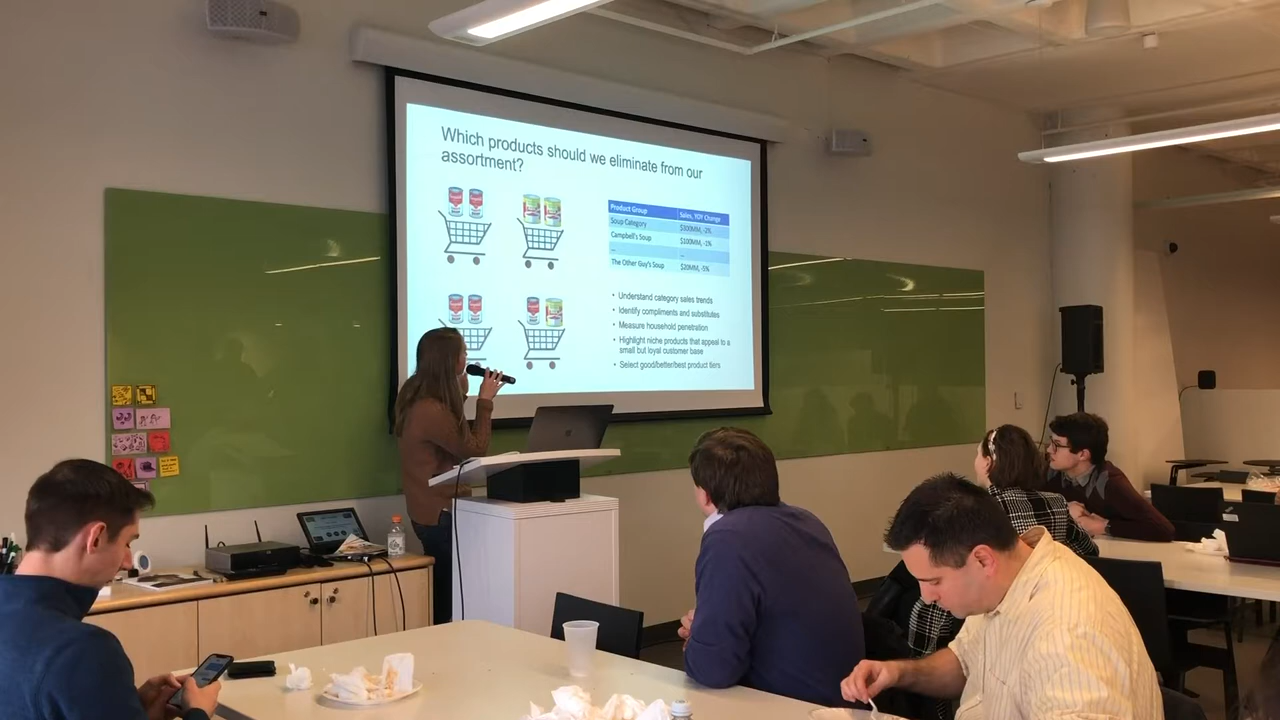 Which products should we eliminate from our
assortment?
Product Group Sales, YOY Change
Soup Category $300MM, -2%
Campbell's Soup $100MM, -1%
... ...
The Other Guy's Soup $20MM, -5%
• Understand category sales trends
• Identify compliments and substitutes
• Measure household penetration
• Highlight niche products that appeal to a
small but loyal customer base
• Select good/better/best product tiers